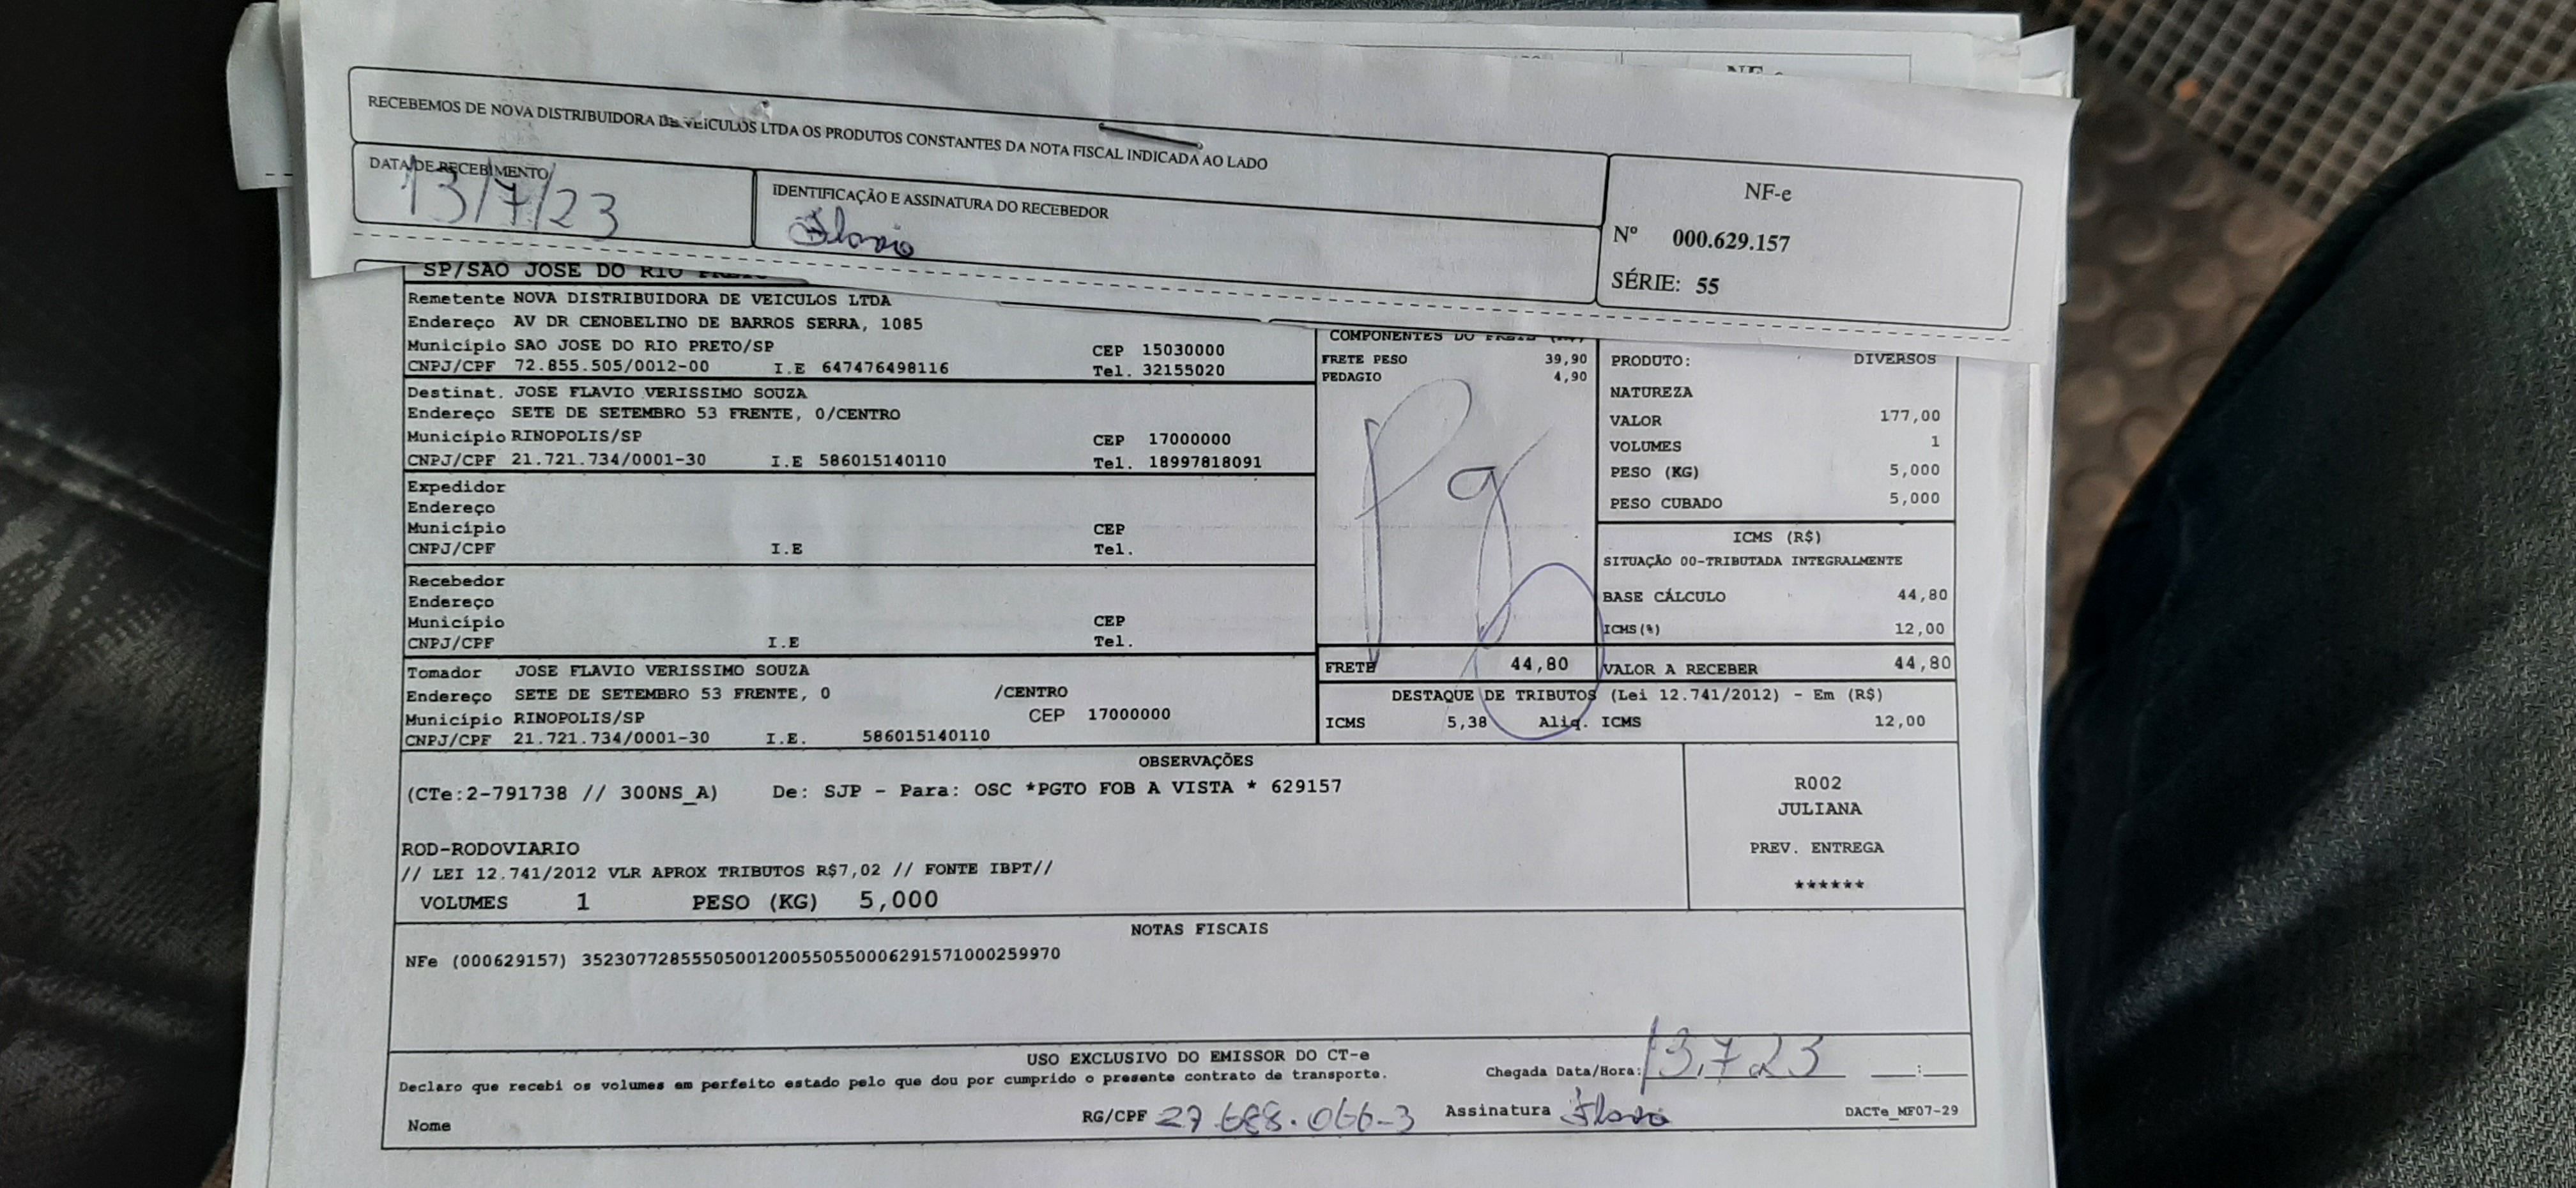 RECEBEMOS DE NOVA DISTRIBUIDORA DE VEÍCULOS LTDA OS PRODUTOS CONSTANTES DA NOTA FISCAL INDICADA AO LADO
DATA DE RECEBIMENTO
13/7/23
IDENTIFICAÇÃO E ASSINATURA DO RECEBEDOR
Flavio
NF-e
Nº 000.629.157
SÉRIE: 55
SP/SAO JOSE DO RIO PRETO
Remetente NOVA DISTRIBUIDORA DE VEICULOS LTDA
Endereço AV DR CENOBELINO DE BARROS SERRA, 1085
Município SAO JOSE DO RIO PRETO/SP CEP 15030000
CNPJ/CPF 72.855.505/0012-00 I.E 647476498116 Tel. 32155020
Destinat. JOSE FLAVIO VERISSIMO SOUZA
Endereço SETE DE SETEMBRO 53 FRENTE, 0/CENTRO
Município RINOPOLIS/SP CEP 17000000
CNPJ/CPF 21.721.734/0001-30 I.E 586015140110 Tel. 18997818091
Expedidor
Endereço
Município CEP
CNPJ/CPF I.E Tel.
Recebedor
Endereço
Município CEP
CNPJ/CPF I.E Tel.
Tomador JOSE FLAVIO VERISSIMO SOUZA
Endereço SETE DE SETEMBRO 53 FRENTE, 0 /CENTRO
Município RINOPOLIS/SP CEP 17000000
CNPJ/CPF 21.721.734/0001-30 I.E. 586015140110
COMPONENTES DO FRETE (R$)
FRETE PESO 39,90
PEDAGIO 4,90
Pg
FRETE 44,80
PRODUTO: DIVERSOS
NATUREZA
VALOR 177,00
VOLUMES 1
PESO (KG) 5,000
PESO CUBADO 5,000
ICMS (R$)
SITUAÇÃO 00-TRIBUTADA INTEGRALMENTE
BASE CÁLCULO 44,80
ICMS(%) 12,00
VALOR A RECEBER 44,80
DESTAQUE DE TRIBUTOS (Lei 12.741/2012) - Em (R$)
ICMS 5,38 Aliq. ICMS 12,00
OBSERVAÇÕES
(CTe:2-791738 // 300NS_A) De: SJP - Para: OSC *PGTO FOB A VISTA * 629157
ROD-RODOVIARIO
// LEI 12.741/2012 VLR APROX TRIBUTOS R$7,02 // FONTE IBPT//
VOLUMES 1 PESO (KG) 5,000
R002
JULIANA
PREV. ENTREGA
******
NOTAS FISCAIS
NFe (000629157) 35230772855505001200550550006291571000259970
USO EXCLUSIVO DO EMISSOR DO CT-e
Declaro que recebi os volumes em perfeito estado pelo que dou por cumprido o presente contrato de transporte.
Chegada Data/Hora: 13,7,23 __:__
Nome RG/CPF 27.688.066-3 Assinatura Flavio DACTe_MF07-29